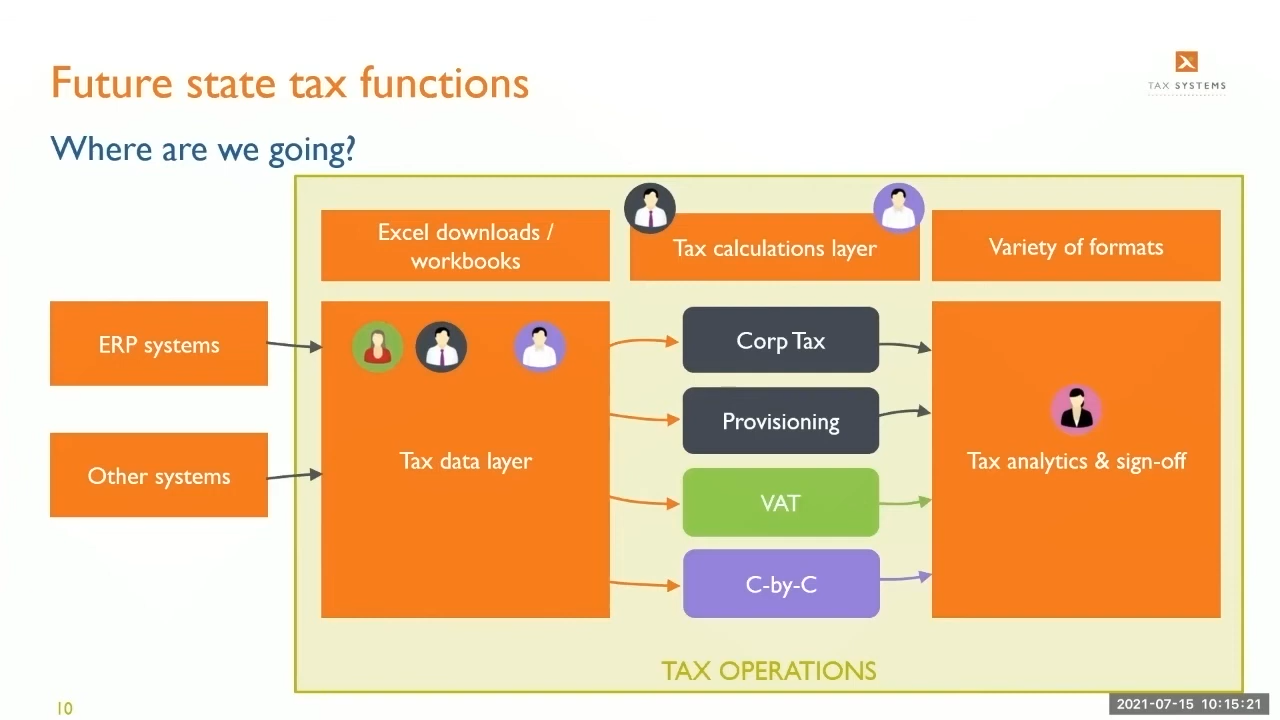 Future state tax functions
TAX SYSTEMS
Where are we going?
Excel downloads /
workbooks
Tax calculations layer
Variety of formats
ERP systems
Other systems
Tax data layer
Corp Tax
Provisioning
VAT
C-by-C
Tax analytics & sign-off
TAX OPERATIONS
10
2021-07-15 10:15:21